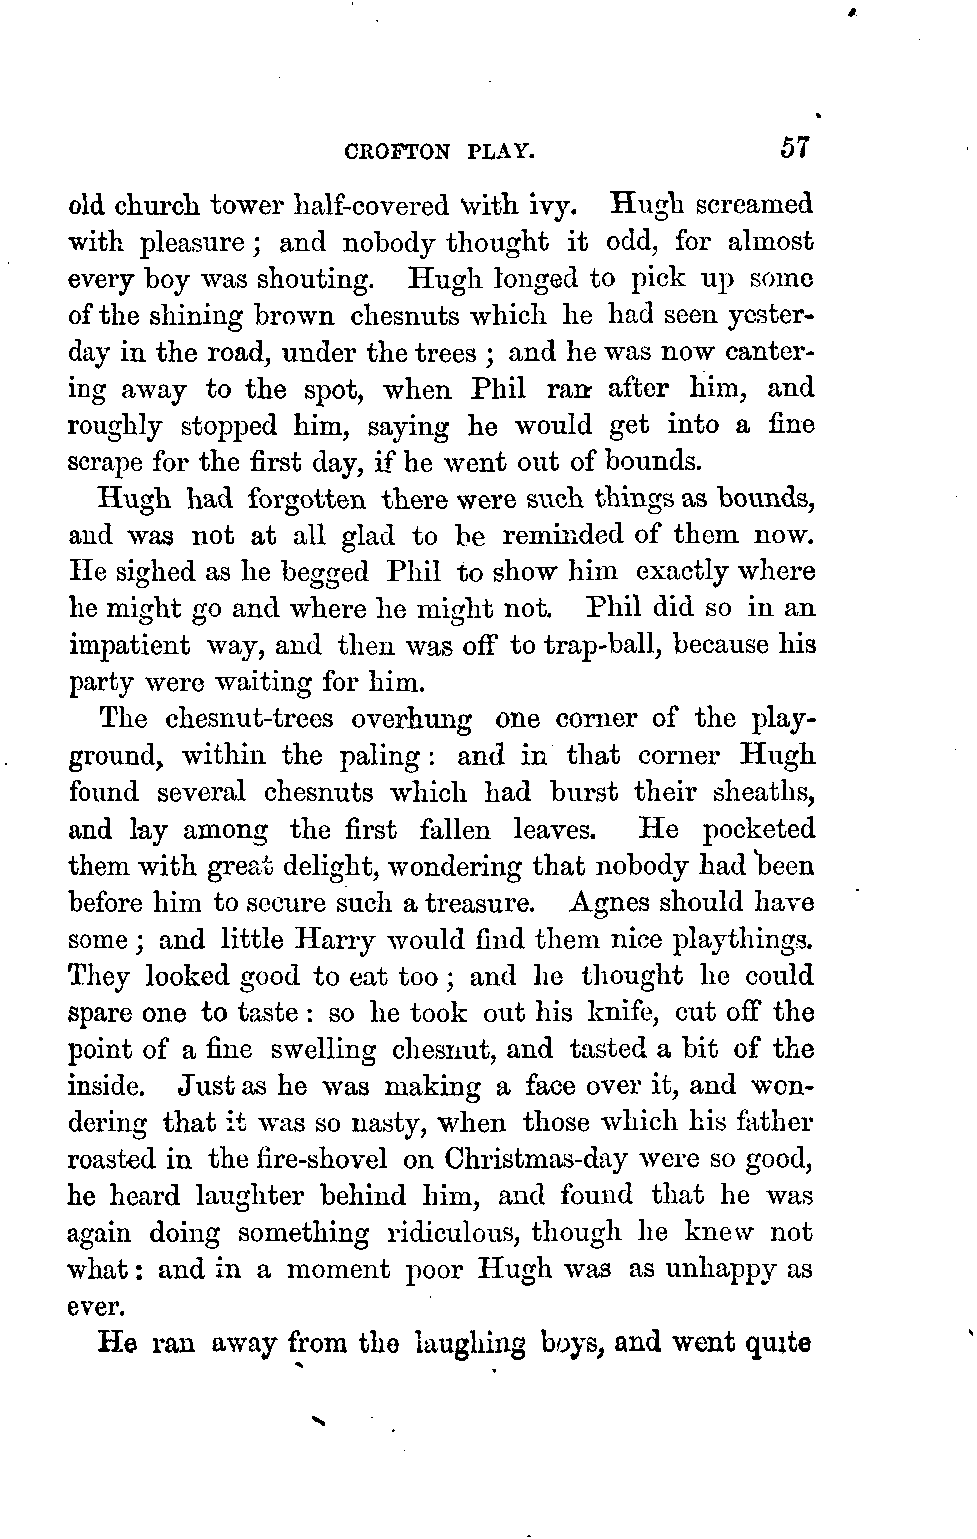 CROFTON PLAY. 57
old church tower half-covered with ivy. Hugh screamed
with pleasure; and nobody thought it odd, for almost
every boy was shouting. Hugh longed to pick up some
of the shining brown chesnuts which he had seen yester-
day in the road, under the trees; and he was now canter-
ing away to the spot, when Phil ran after him, and
roughly stopped him, saying he would get into a fine
scrape for the first day, if he went out of bounds.
Hugh had forgotten there were such things as bounds,
and was not at all glad to be reminded of them now.
He sighed as he begged Phil to show him exactly where
he might go and where he might not. Phil did so in an
impatient way, and then was off to trap-ball, because his
party were waiting for him.
The chesnut-trees overhung one corner of the play-
ground, within the paling: and in that corner Hugh
found several chesnuts which had burst their sheaths,
and lay among the first fallen leaves. He pocketed
them with great delight, wondering that nobody had been
before him to secure such a treasure. Agnes should have
some; and little Harry would find them nice playthings.
They looked good to eat too; and he thought he could
spare one to taste: so he took out his knife, cut off the
point of a fine swelling chesnut, and tasted a bit of the
inside. Just as he was making a face over it, and won-
dering that it was so nasty, when those which his father
roasted in the fire-shovel on Christmas-day were so good,
he heard laughter behind him, and found that he was
again doing something ridiculous, though he knew not
what: and in a moment poor Hugh was as unhappy as
ever.
He ran away from the laughing boys, and went quite